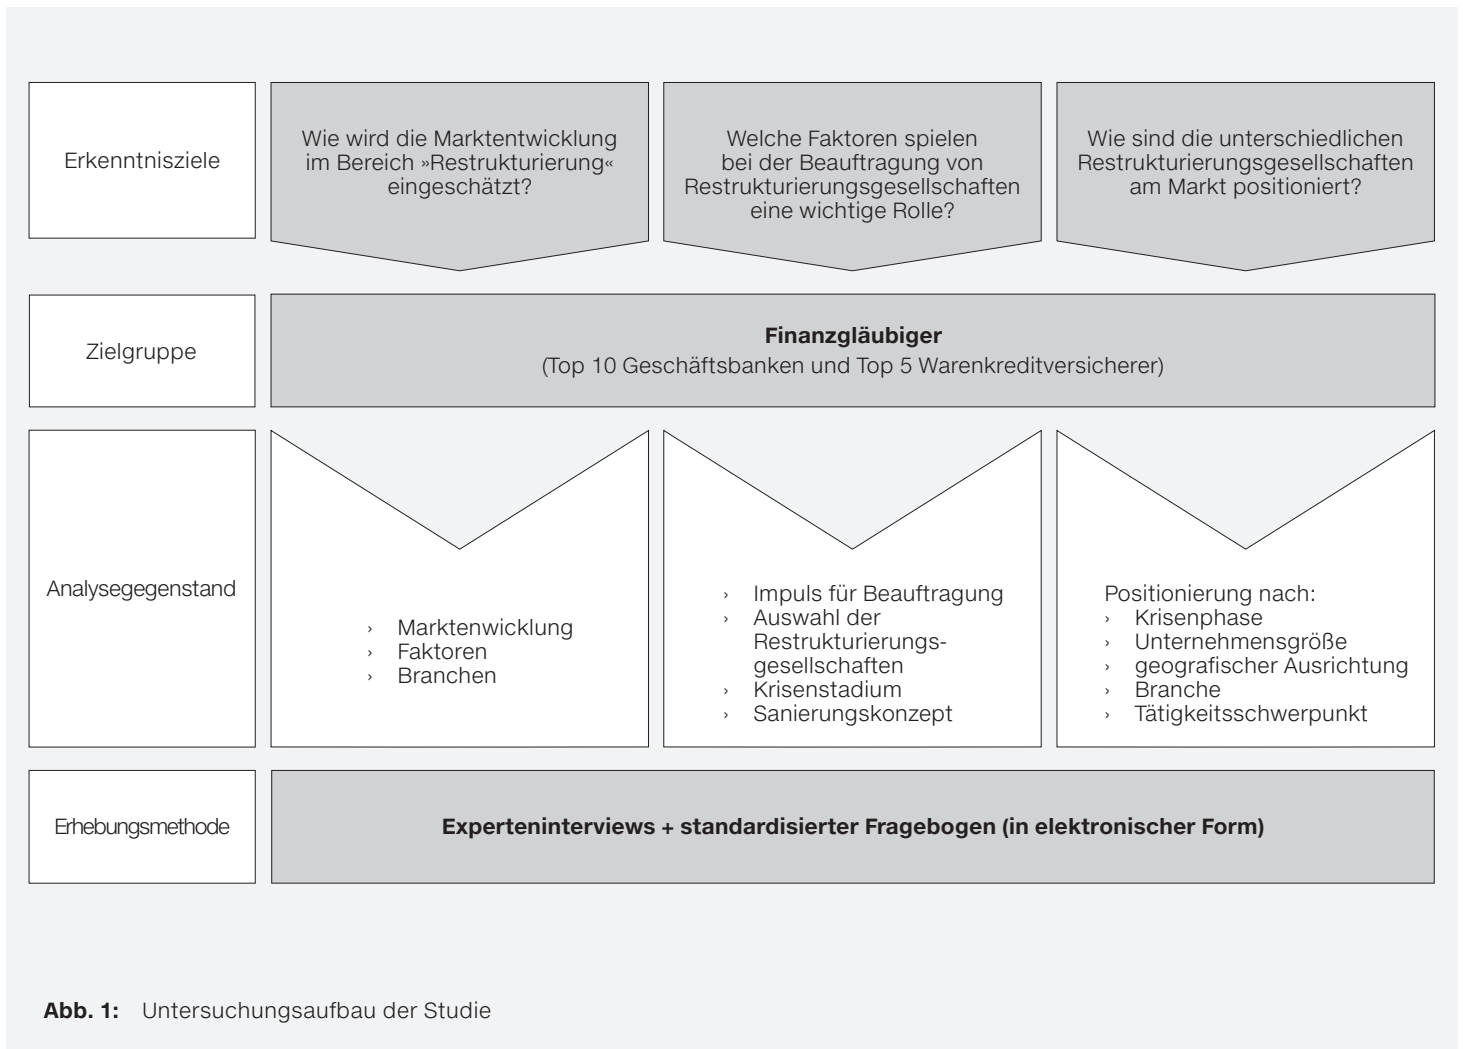 Erkenntnisziele
Wie wird die Marktentwicklung
im Bereich »Restrukturierung«
eingeschätzt?
Welche Faktoren spielen
bei der Beauftragung von
Restrukturierungsgesellschaften
eine wichtige Rolle?
Wie sind die unterschiedlichen
Restrukturierungsgesellschaften
am Markt positioniert?
Zielgruppe
Finanzgläubiger
(Top 10 Geschäftsbanken und Top 5 Warenkreditversicherer)
Analysegegenstand
› Marktenwicklung
› Faktoren
› Branchen
› Impuls für Beauftragung
› Auswahl der
Restrukturierungs-
gesellschaften
› Krisenstadium
› Sanierungskonzept
Positionierung nach:
› Krisenphase
› Unternehmensgröße
› geografischer Ausrichtung
› Branche
› Tätigkeitsschwerpunkt
Erhebungsmethode
Experteninterviews + standardisierter Fragebogen (in elektronischer Form)
Abb. 1: Untersuchungsaufbau der Studie